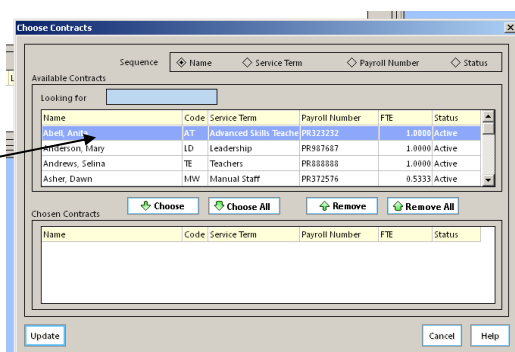 Choose Contracts
Sequence Name Service Term Payroll Number Status
Available Contracts
Looking for
Name Code Service Term Payroll Number FTE Status
Abell, Anita AT Advanced Skills Teache PR323232 1.0000 Active
Anderson, Mary LD Leadership PR987687 1.0000 Active
Andrews, Selina TE Teachers PR888888 1.0000 Active
Asher, Dawn MW Manual Staff PR372576 0.5333 Active
Choose Choose All Remove Remove All
Chosen Contracts
Name Code Service Term Payroll Number FTE Status
Update Cancel Help